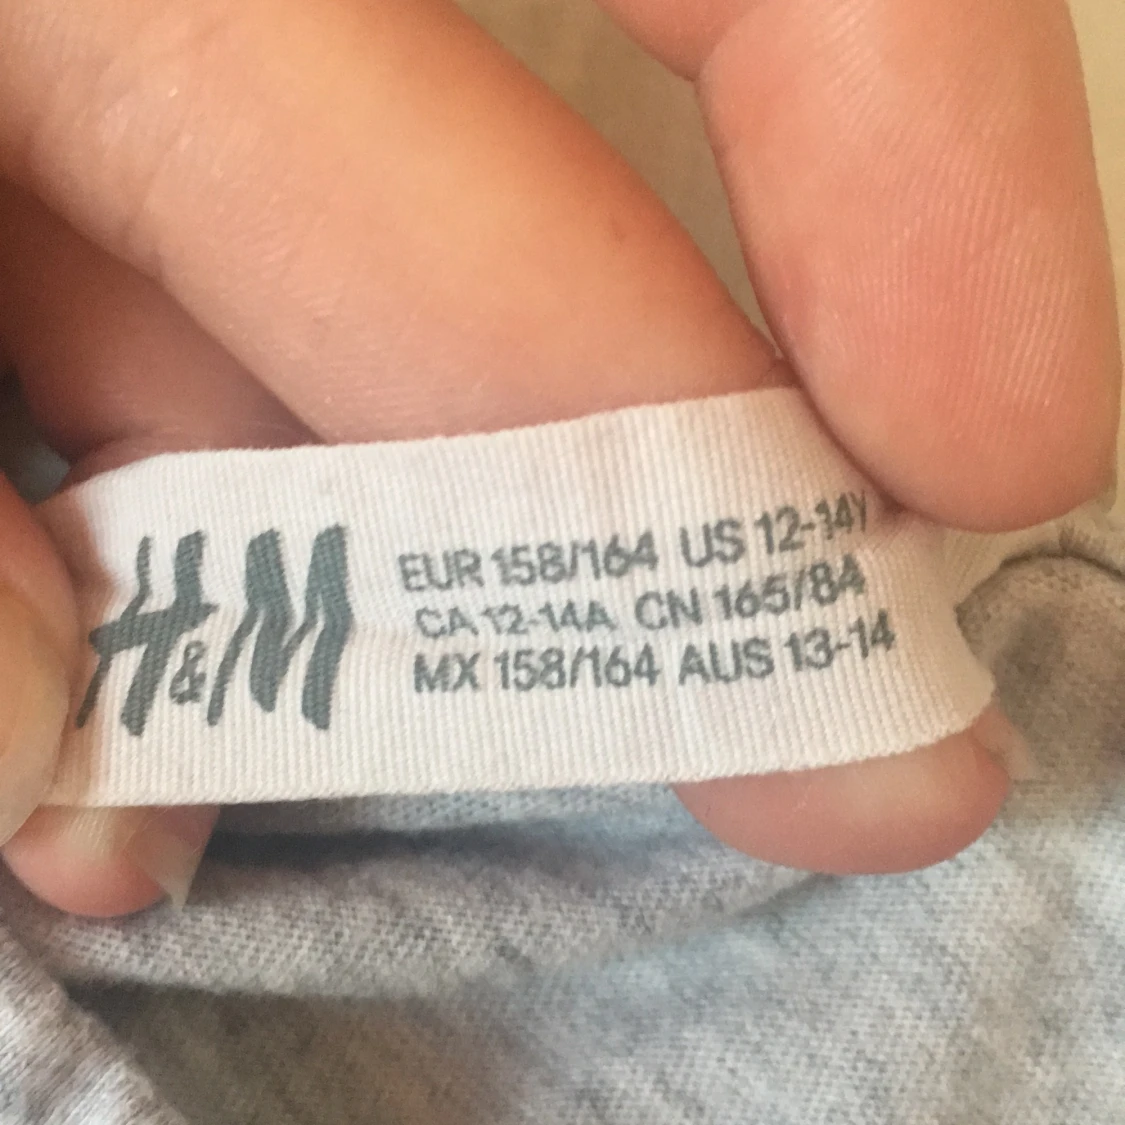 H&M
EUR 158/164 US 12-14Y
CA 12-14A CN 165/84
MX 158/164 AUS 13-14